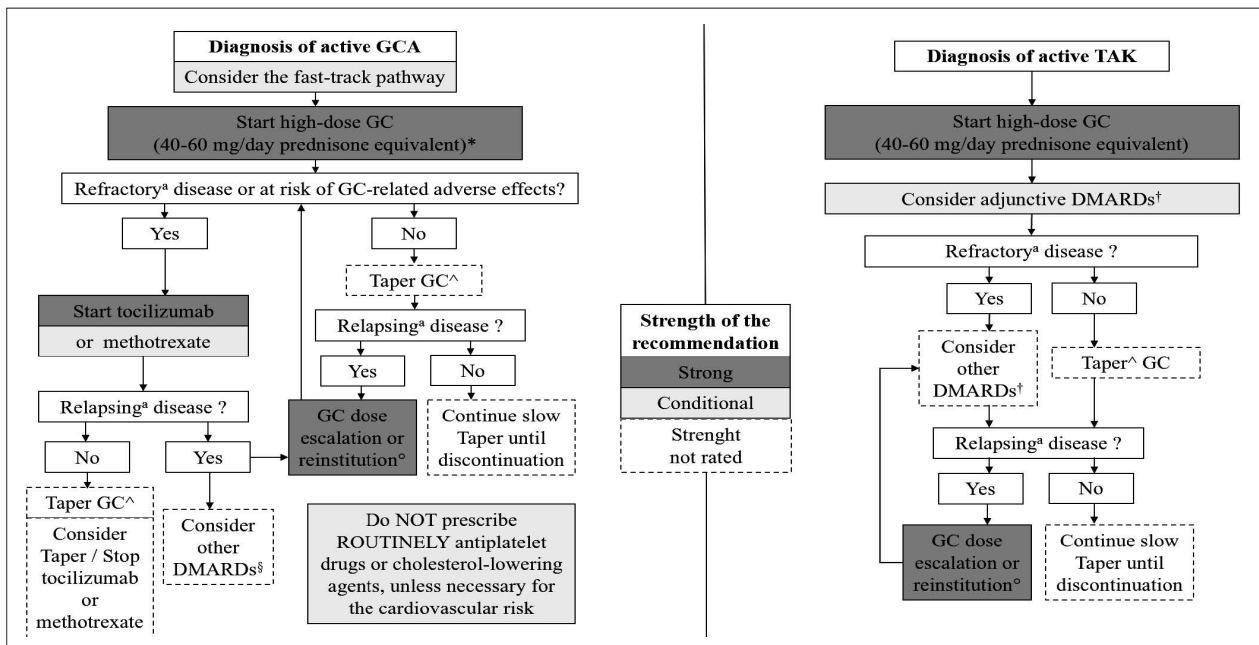 Diagnosis of active GCA
Consider the fast-track pathway
Start high-dose GC
(40-60 mg/day prednisone equivalent)*
Refractoryᵃ disease or at risk of GC-related adverse effects?
Yes
No
Start tocilizumab
or methotrexate
Taper GC^
Relapsingᵃ disease ?
Yes
No
Relapsingᵃ disease ?
No
Yes
GC dose
escalation or
reinstitution°
Continue slow
Taper until
discontinuation
Taper GC^
Consider
Taper / Stop
tocilizumab
or
methotrexate
Consider
other
DMARDs§
Do NOT prescribe
ROUTINELY antiplatelet
drugs or cholesterol-lowering
agents, unless necessary for
the cardiovascular risk
Strength of the
recommendation
Strong
Conditional
Strenght
not rated
Diagnosis of active TAK
Start high-dose GC
(40-60 mg/day prednisone equivalent)
Consider adjunctive DMARDs†
Refractoryᵃ disease ?
Yes
No
Consider
other
DMARDs†
Taper^ GC
Relapsingᵃ disease ?
Yes
No
GC dose
escalation or
reinstitution°
Continue slow
Taper until
discontinuation